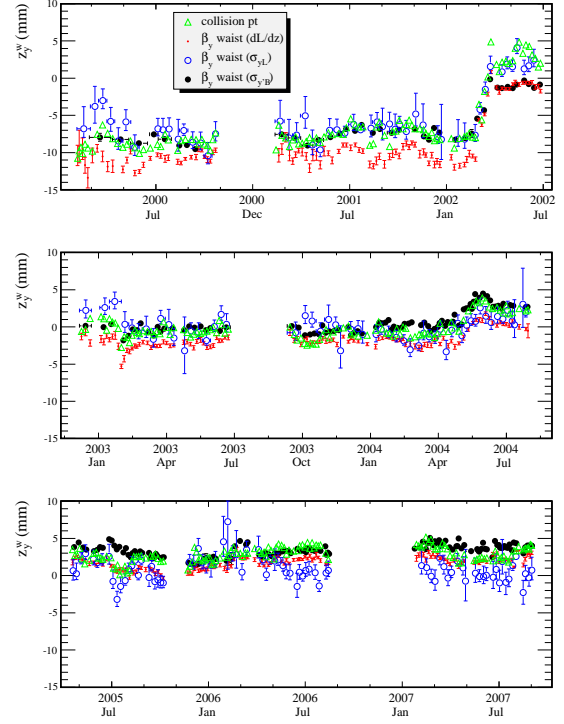 z_y^w (mm)
10
5
0
−5
−10
−15
collision pt
β_y waist (dL/dz)
β_y waist (σ_yL)
β_y waist (σ_y'B)
2000 2000 2001 2002 2002
Jul Dec Jul Jan Jul
z_y^w (mm)
10
5
0
−5
−10
−15
2003 2003 2003 2003 2004 2004 2004
Jan Apr Jul Oct Jan Apr Jul
z_y^w (mm)
10
5
0
−5
−10
−15
2005 2006 2006 2007 2007
Jul Jan Jul Jan Jul